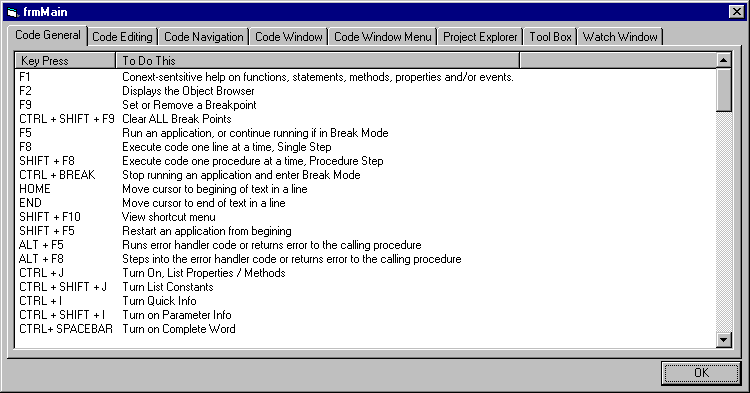 frmMain
Code General Code Editing Code Navigation Code Window Code Window Menu Project Explorer Tool Box Watch Window
Key Press To Do This
F1 Conext-sentsitive help on functions, statements, methods, properties and/or events.
F2 Displays the Object Browser
F9 Set or Remove a Breakpoint
CTRL + SHIFT + F9 Clear ALL Break Points
F5 Run an application, or continue running if in Break Mode
F8 Execute code one line at a time, Single Step
SHIFT + F8 Execute code one procedure at a time, Procedure Step
CTRL + BREAK Stop running an application and enter Break Mode
HOME Move cursor to begining of text in a line
END Move cursor to end of text in a line
SHIFT + F10 View shortcut menu
SHIFT + F5 Restart an application from begining
ALT + F5 Runs error handler code or returns error to the calling procedure
ALT + F8 Steps into the error handler code or returns error to the calling procedure
CTRL + J Turn On, List Properties / Methods
CTRL + SHIFT + J Turn List Constants
CTRL + I Turn Quick Info
CTRL + SHIFT + I Turn on Parameter Info
CTRL+ SPACEBAR Turn on Complete Word
OK